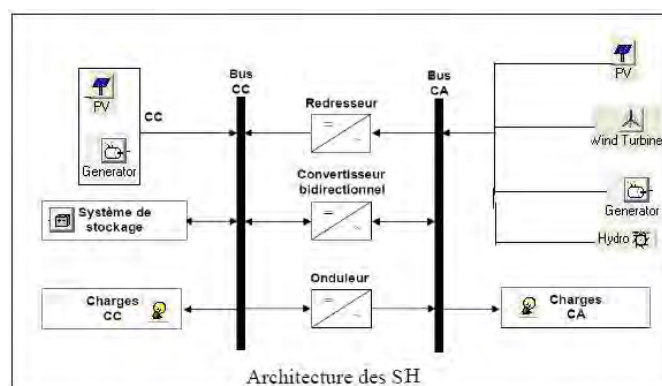 PV
CC
Generator
Système de
stockage
Charges
CC
Bus
CC
Redresseur
Convertisseur
bidirectionnel
Onduleur
Bus
CA
PV
Wind Turbine
Generator
Hydro
Charges
CA
Architecture des SH